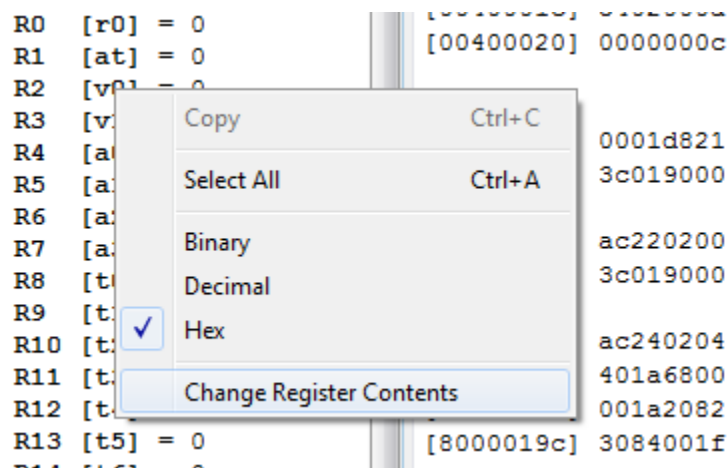 R0 [r0] = 0
R1 [at] = 0
R2
R3
R4
R5
R6
R7
R8
R9
R10
R11
R12
R13 [t5] = 0
Copy Ctrl+C
Select All Ctrl+A
Binary
Decimal
Hex
Change Register Contents
[00400020] 0000000c
0001d821
3c019000
ac220200
3c019000
ac240204
401a6800
001a2082
[8000019c] 3084001f